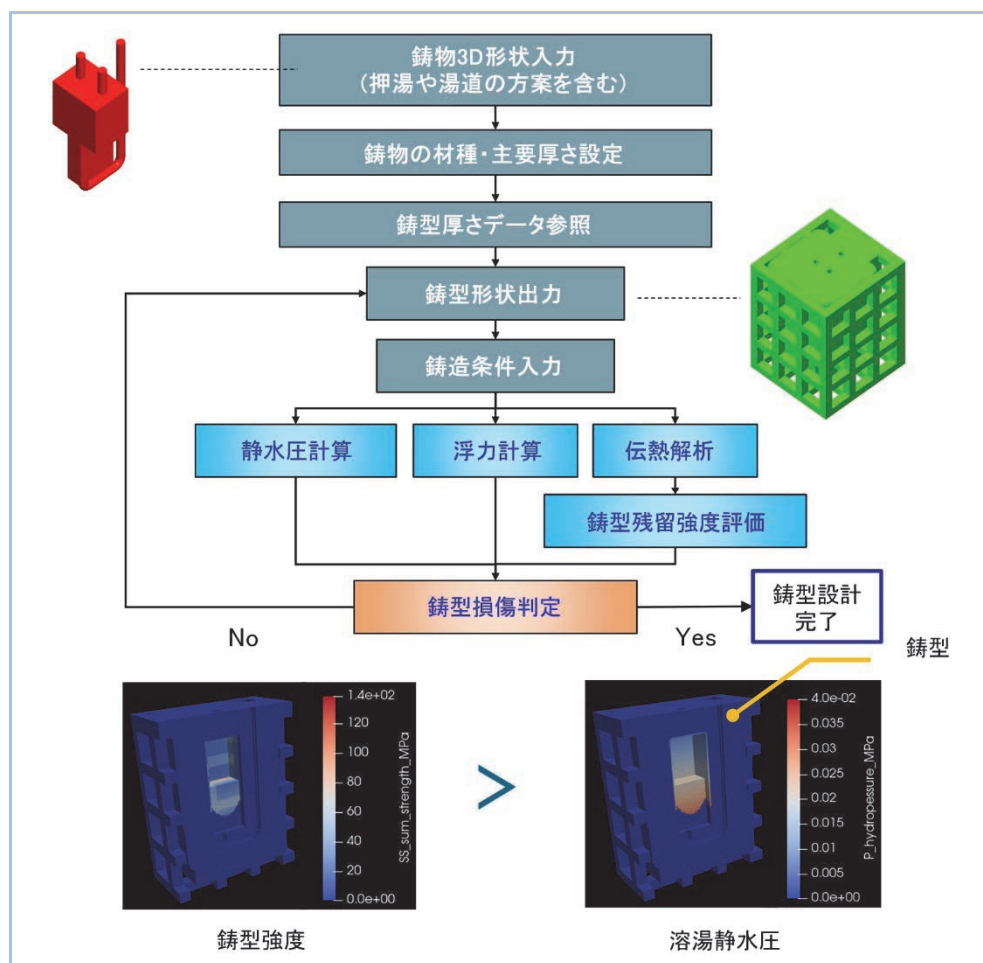 鋳物3D形状入力
(押湯や湯道の方案を含む)
鋳物の材種・主要厚さ設定
鋳型厚さデータ参照
鋳型形状出力
鋳造条件入力
静水圧計算
浮力計算
伝熱解析
鋳型残留強度評価
鋳型損傷判定
鋳型設計
完了
No
Yes
鋳型
1.4e+02
120
100
80
60
40
20
0.0e+00
SS_sum_strength_MPa
>
4.0e-02
0.035
0.03
0.025
0.02
0.015
0.01
0.005
0.0e+00
P_hydropessure_MPa
鋳型強度
溶湯静水圧